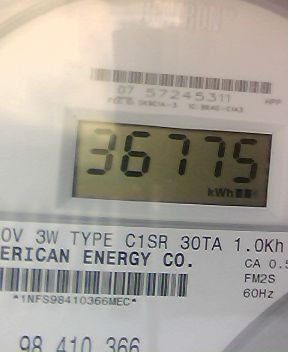 07 57245311
HPP
36775
kWh
0V 3W TYPE C1SR 30TA 1.0Kh
ERICAN ENERGY CO.
CA 0.5
FM2S
*1NFS98410366MEC*
60Hz
98 410 366